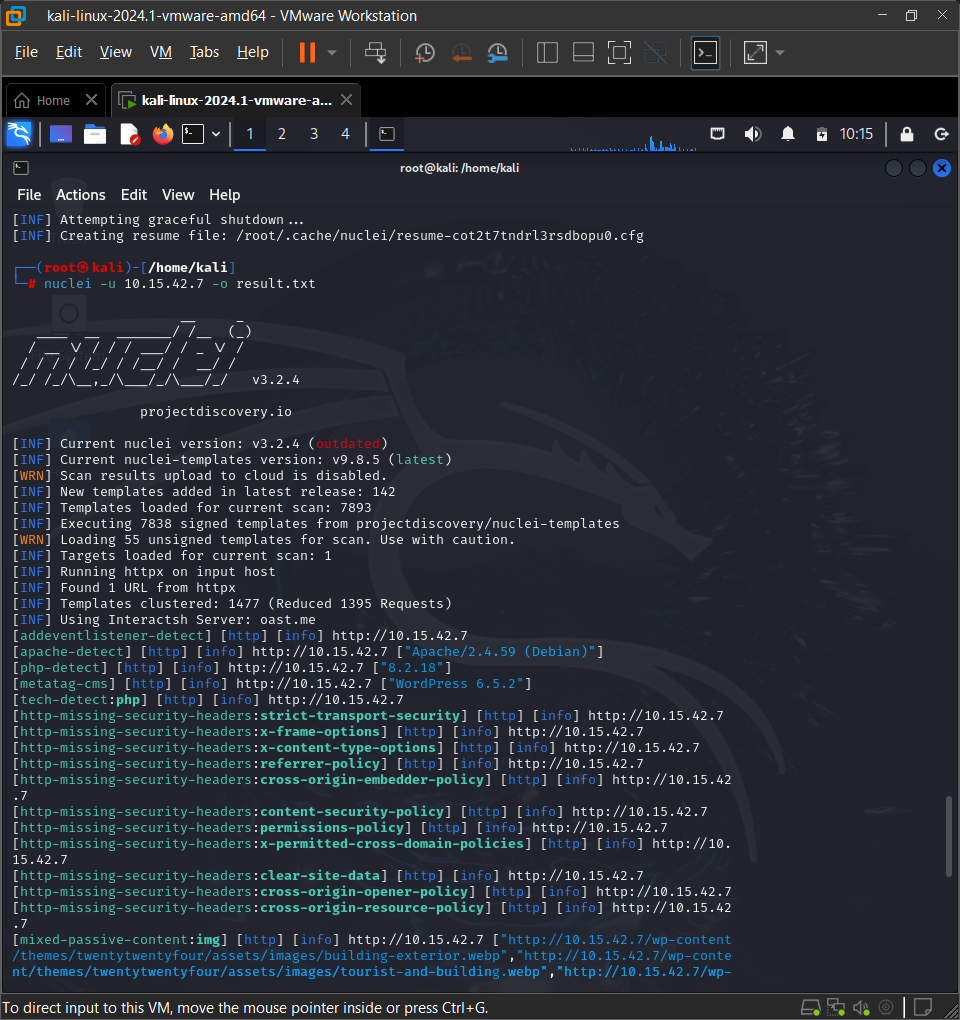 kali-linux-2024.1-vmware-amd64 - VMware Workstation
File Edit View VM Tabs Help
Home kali-linux-2024.1-vmware-a...
1 2 3 4 10:15
root@kali: /home/kali
File Actions Edit View Help
[INF] Attempting graceful shutdown...
[INF] Creating resume file: /root/.cache/nuclei/resume-cot2t7tndrl3rsdbopu0.cfg
┌──(root㉿kali)-[/home/kali]
└─# nuclei -u 10.15.42.7 -o result.txt
                     __     _
   ____  __  _______/ /__  (_)
  / __ \/ / / / ___/ / _ \/ /
 / / / / /_/ / /__/ /  __/ /
/_/ /_/\__,_/\___/_/\___/_/   v3.2.4
projectdiscovery.io
[INF] Current nuclei version: v3.2.4 (outdated)
[INF] Current nuclei-templates version: v9.8.5 (latest)
[WRN] Scan results upload to cloud is disabled.
[INF] New templates added in latest release: 142
[INF] Templates loaded for current scan: 7893
[INF] Executing 7838 signed templates from projectdiscovery/nuclei-templates
[WRN] Loading 55 unsigned templates for scan. Use with caution.
[INF] Targets loaded for current scan: 1
[INF] Running httpx on input host
[INF] Found 1 URL from httpx
[INF] Templates clustered: 1477 (Reduced 1395 Requests)
[INF] Using Interactsh Server: oast.me
[addeventlistener-detect] [http] [info] http://10.15.42.7
[apache-detect] [http] [info] http://10.15.42.7 ["Apache/2.4.59 (Debian)"]
[php-detect] [http] [info] http://10.15.42.7 ["8.2.18"]
[metatag-cms] [http] [info] http://10.15.42.7 ["WordPress 6.5.2"]
[tech-detect:php] [http] [info] http://10.15.42.7
[http-missing-security-headers:strict-transport-security] [http] [info] http://10.15.42.7
[http-missing-security-headers:x-frame-options] [http] [info] http://10.15.42.7
[http-missing-security-headers:x-content-type-options] [http] [info] http://10.15.42.7
[http-missing-security-headers:referrer-policy] [http] [info] http://10.15.42.7
[http-missing-security-headers:cross-origin-embedder-policy] [http] [info] http://10.15.42
.7
[http-missing-security-headers:content-security-policy] [http] [info] http://10.15.42.7
[http-missing-security-headers:permissions-policy] [http] [info] http://10.15.42.7
[http-missing-security-headers:x-permitted-cross-domain-policies] [http] [info] http://10.
15.42.7
[http-missing-security-headers:clear-site-data] [http] [info] http://10.15.42.7
[http-missing-security-headers:cross-origin-opener-policy] [http] [info] http://10.15.42.7
[http-missing-security-headers:cross-origin-resource-policy] [http] [info] http://10.15.42
.7
[mixed-passive-content:img] [http] [info] http://10.15.42.7 ["http://10.15.42.7/wp-content
/themes/twentytwentyfour/assets/images/building-exterior.webp","http://10.15.42.7/wp-conte
nt/themes/twentytwentyfour/assets/images/tourist-and-building.webp","http://10.15.42.7/wp-
To direct input to this VM, move the mouse pointer inside or press Ctrl+G.